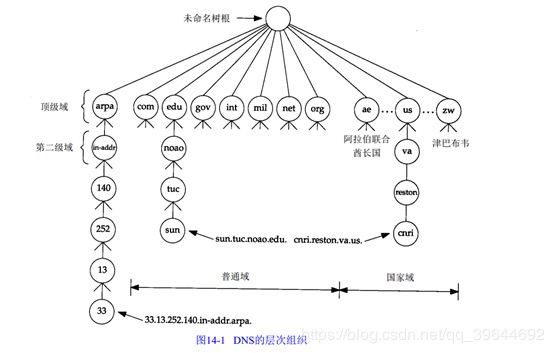 未命名树根
顶级域
arpa
com
edu
gov
int
mil
net
org
ae
...
us
...
zw
阿拉伯联合
酋长国
津巴布韦
第二级域
in-addr
noao
va
140
tuc
reston
252
sun
sun.tuc.noao.edu.
cnri.reston.va.us.
cnri
13
普通域
国家域
33
33.13.252.140.in-addr.arpa.
图14-1 DNS的层次组织
https://blog.csdn.net/qq_39644692